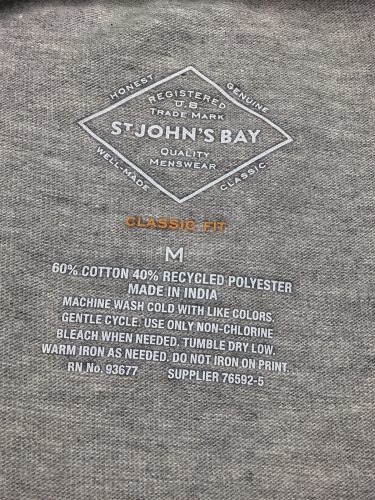 HONEST
GENUINE
REGISTERED
U.S
TRADE MARK
ST. JOHN'S BAY
QUALITY
MENSWEAR
WELL-MADE
CLASSIC
CLASSIC FIT
M
60% COTTON 40% RECYCLED POLYESTER
MADE IN INDIA
MACHINE WASH COLD WITH LIKE COLORS.
GENTLE CYCLE. USE ONLY NON-CHLORINE
BLEACH WHEN NEEDED. TUMBLE DRY LOW.
WARM IRON AS NEEDED. DO NOT IRON ON PRINT.
RN No. 93677 SUPPLIER 76592-5